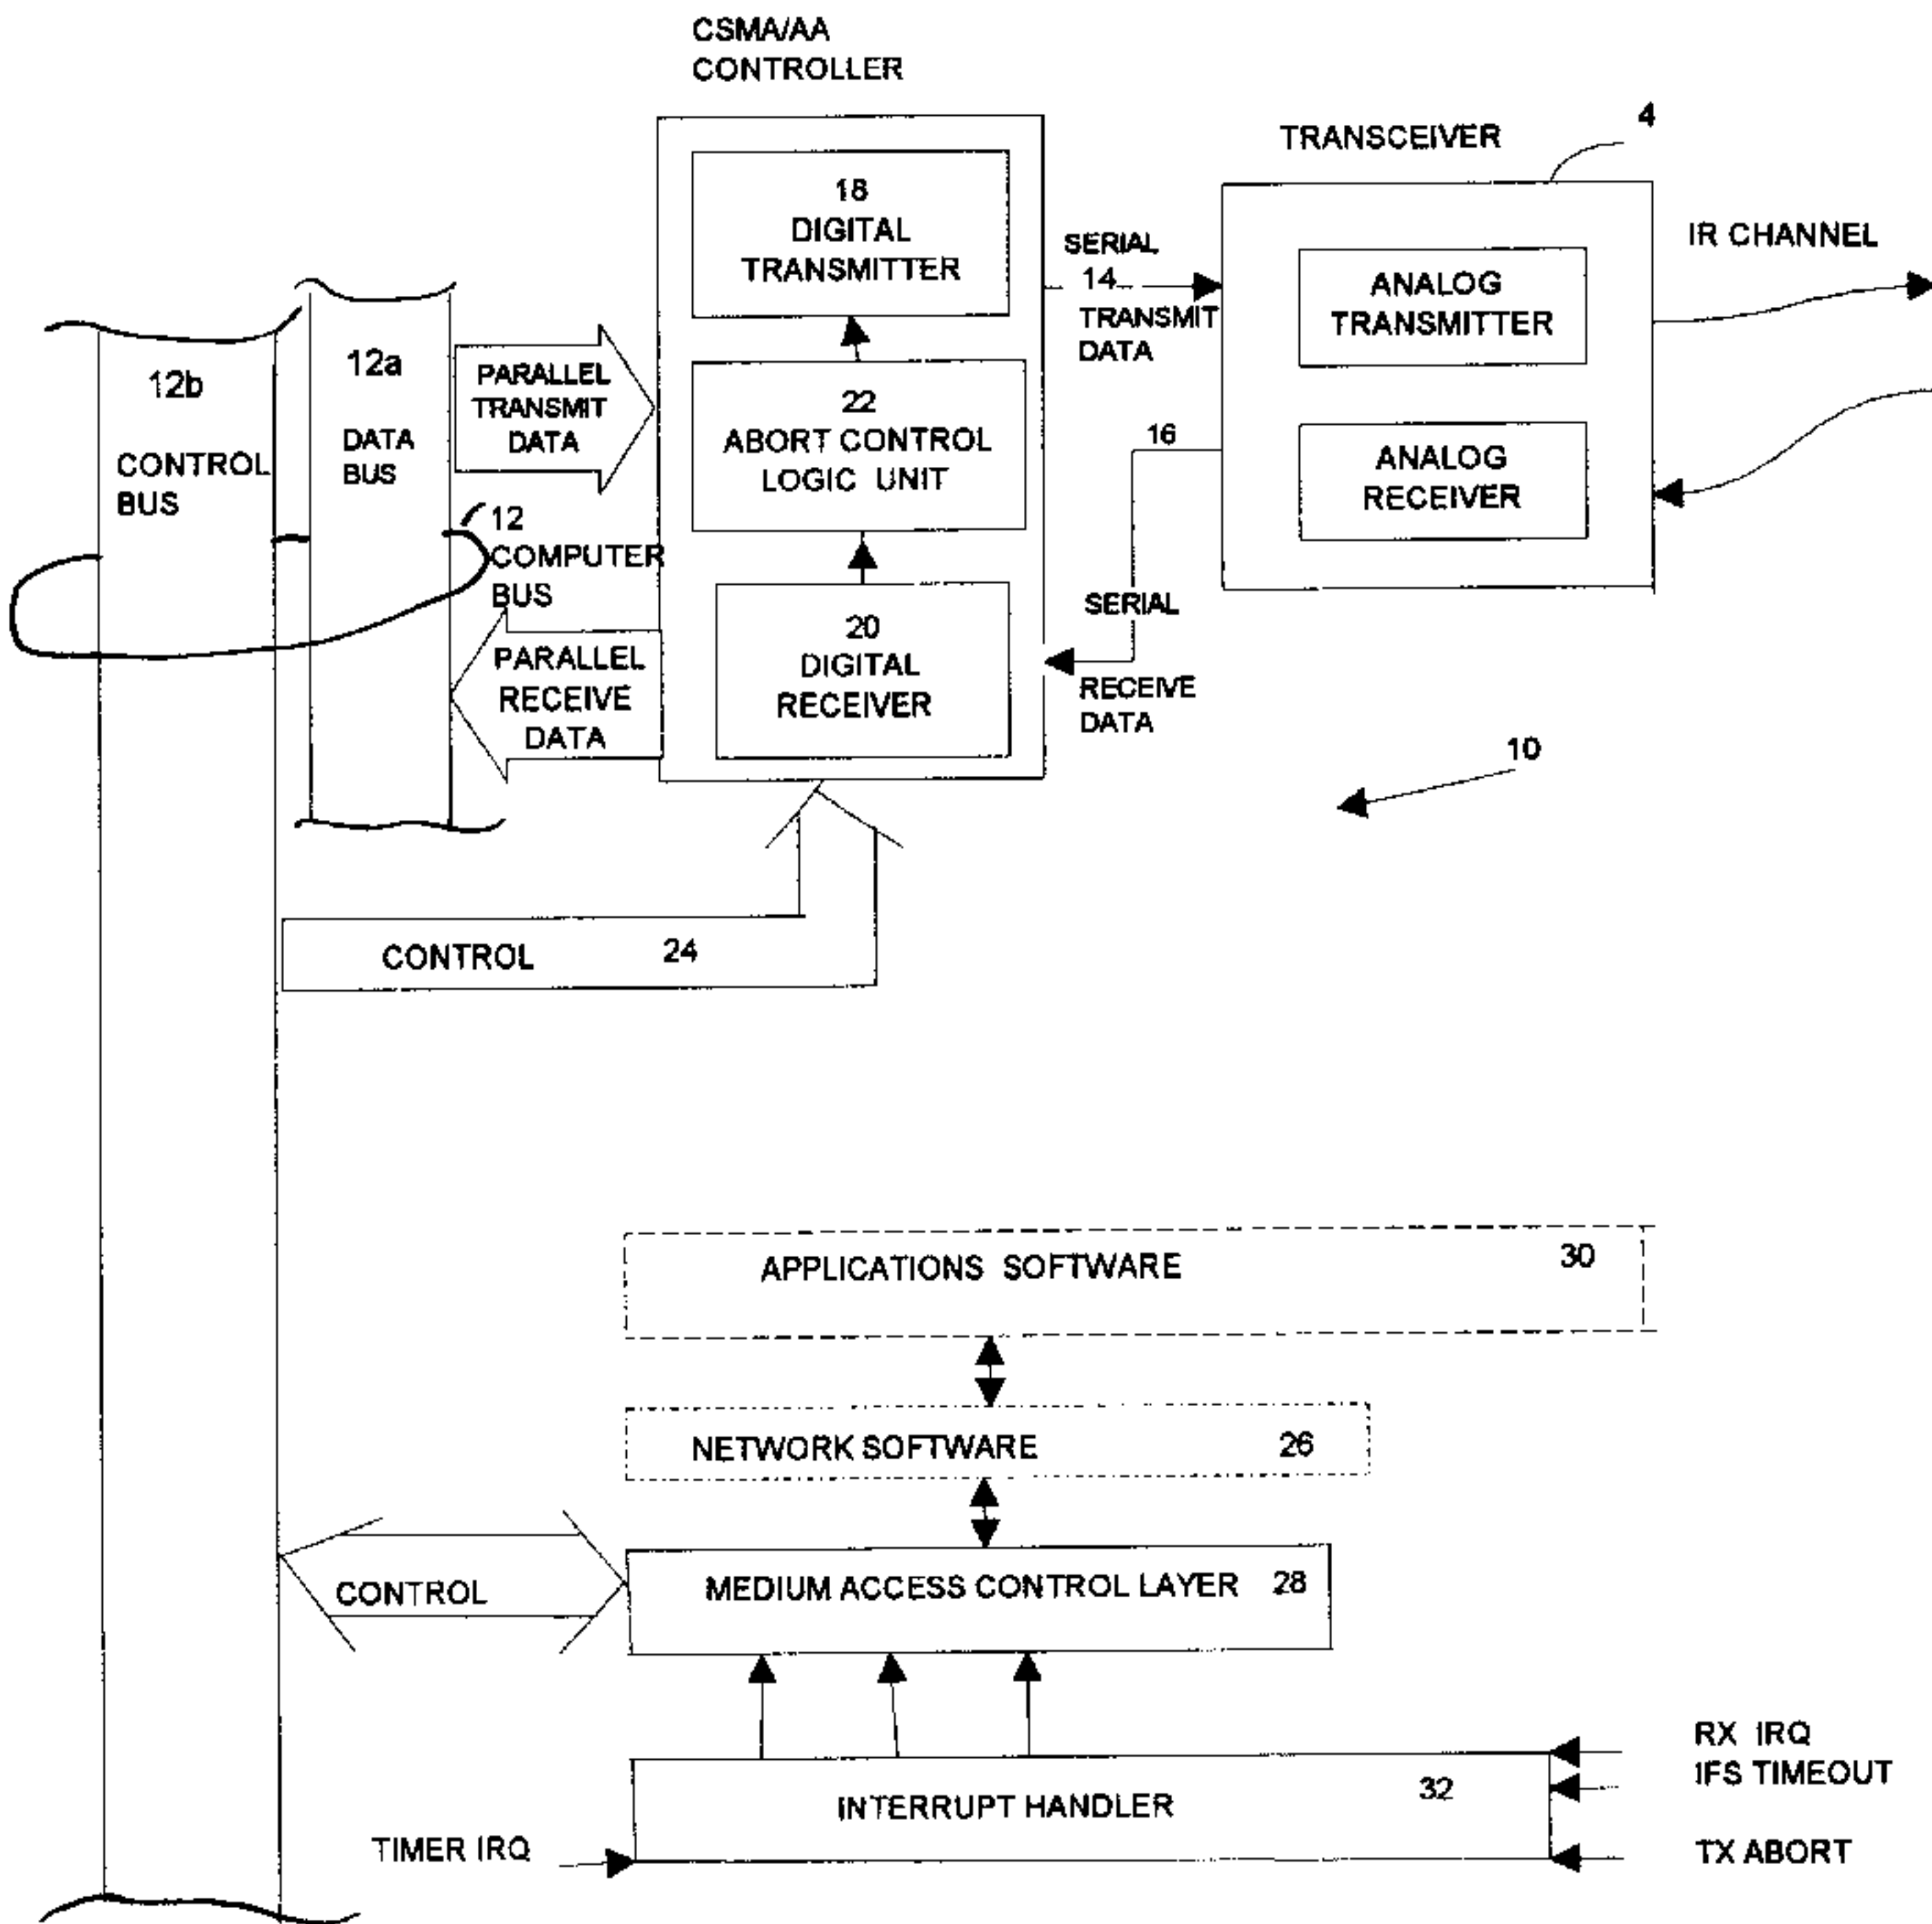 CSMA/AA
CONTROLLER
TRANSCEIVER
4
18
DIGITAL
TRANSMITTER
SERIAL
14
TRANSMIT
DATA
ANALOG
TRANSMITTER
IR CHANNEL
12b
CONTROL
BUS
12a
DATA
BUS
PARALLEL
TRANSMIT
DATA
22
ABORT CONTROL
LOGIC UNIT
16
ANALOG
RECEIVER
12
COMPUTER
BUS
PARALLEL
RECEIVE
DATA
20
DIGITAL
RECEIVER
SERIAL
RECEIVE
DATA
10
CONTROL 24
APPLICATIONS SOFTWARE 30
NETWORK SOFTWARE 26
CONTROL
MEDIUM ACCESS CONTROL LAYER 28
RX IRQ
IFS TIMEOUT
INTERRUPT HANDLER 32
TIMER IRQ
TX ABORT